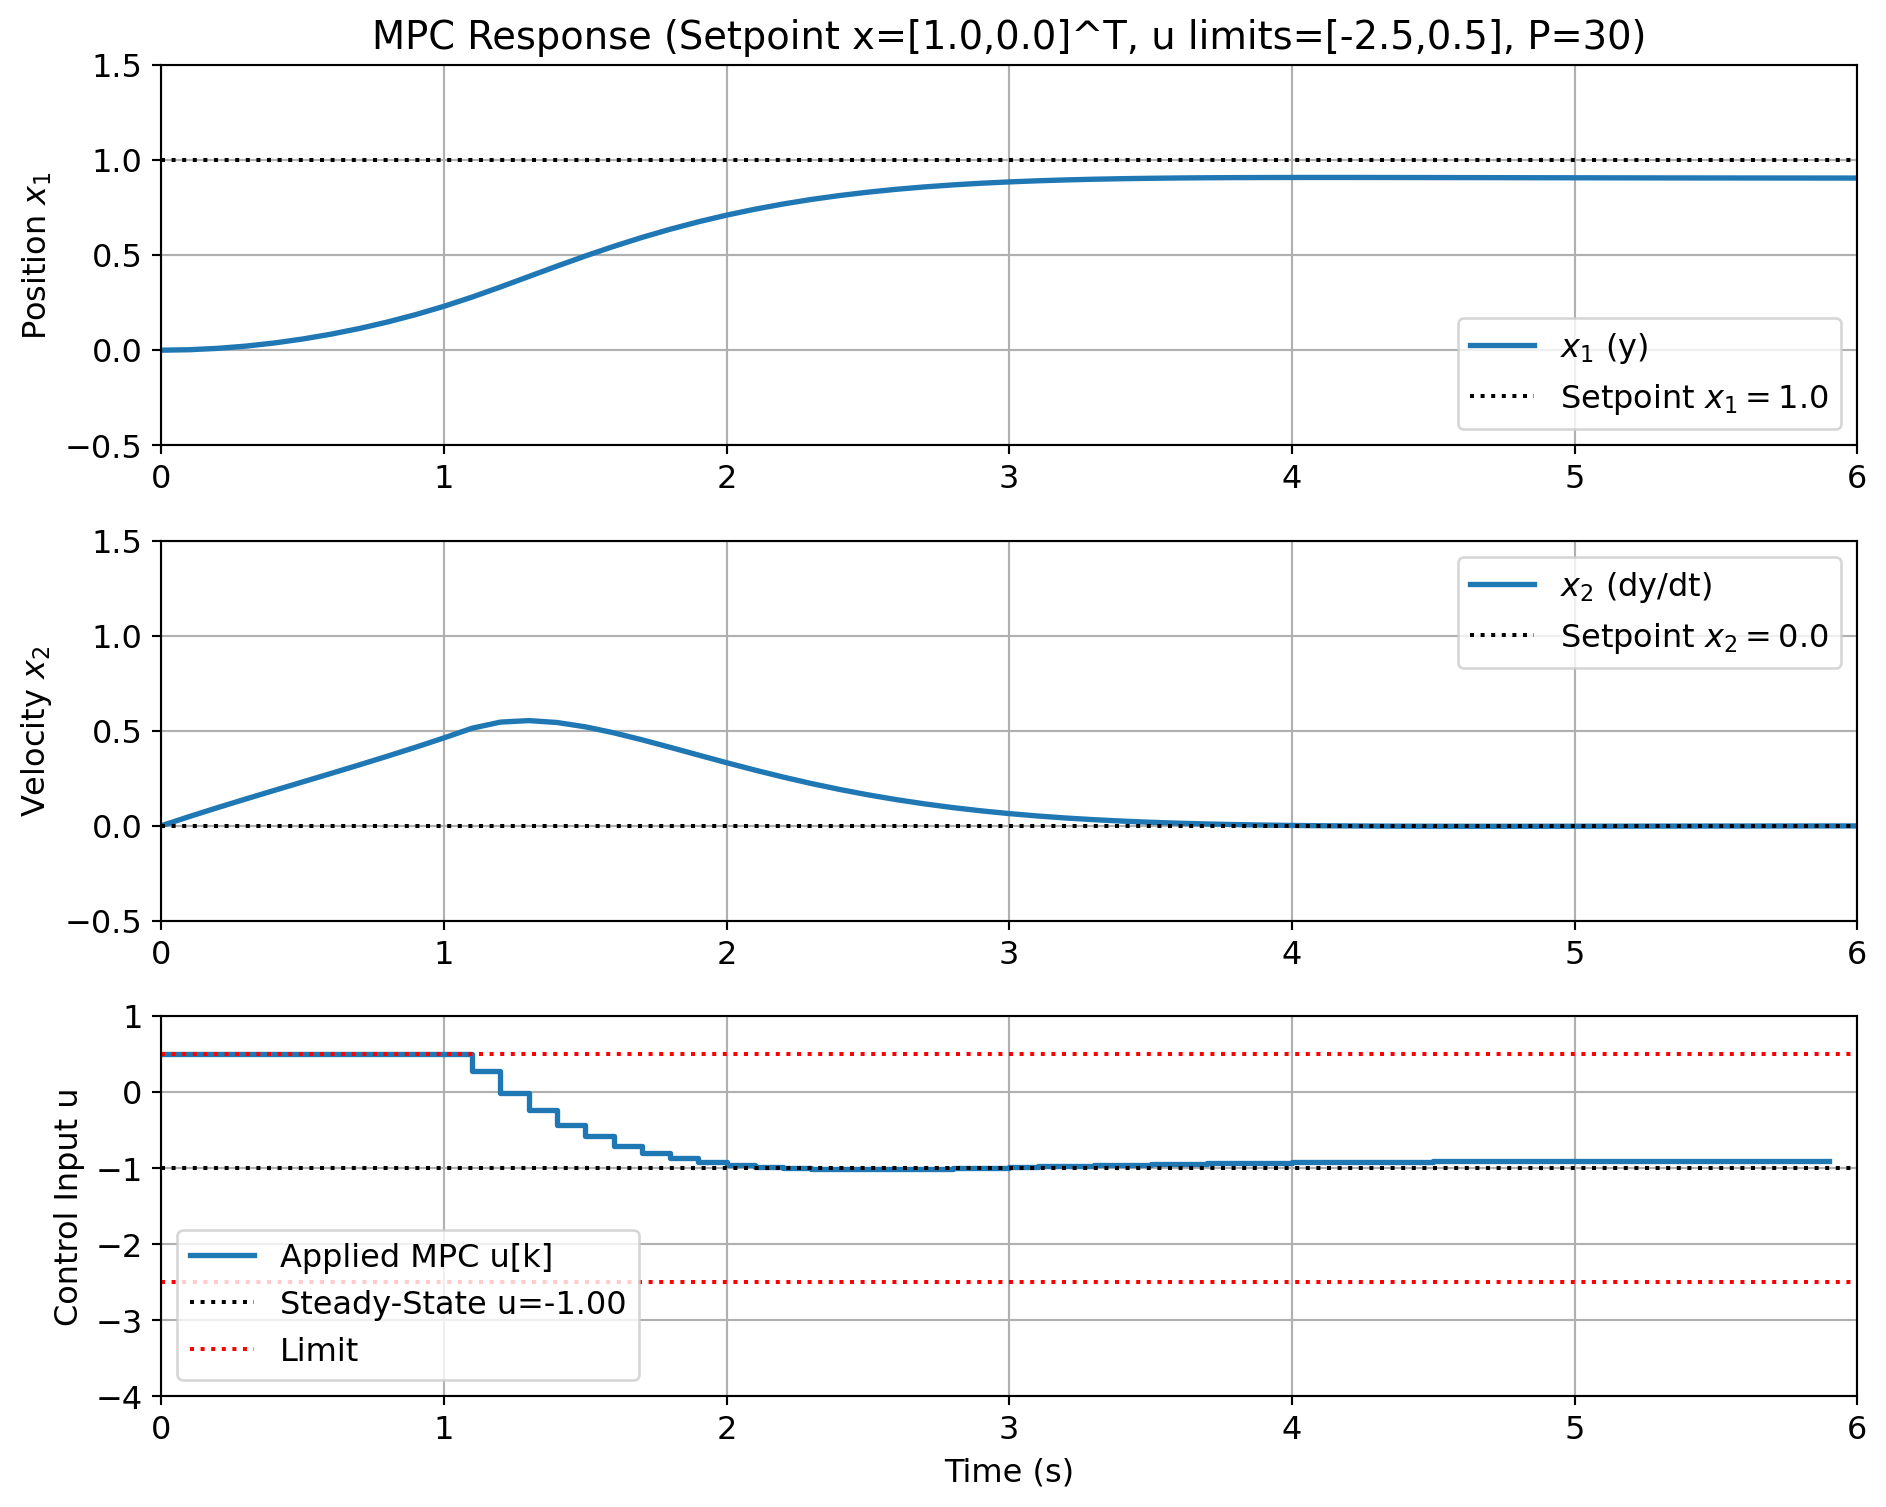 MPC Response (Setpoint x=[1.0,0.0]^T, u limits=[-2.5,0.5], P=30)
1.5
1.0
0.5
0.0
−0.5
Position x₁
x₁ (y)
Setpoint x₁ = 1.0
0 1 2 3 4 5 6
1.5
1.0
0.5
0.0
−0.5
Velocity x₂
x₂ (dy/dt)
Setpoint x₂ = 0.0
0 1 2 3 4 5 6
1
0
−1
−2
−3
−4
Control Input u
Applied MPC u[k]
Steady-State u=-1.00
Limit
0 1 2 3 4 5 6
Time (s)